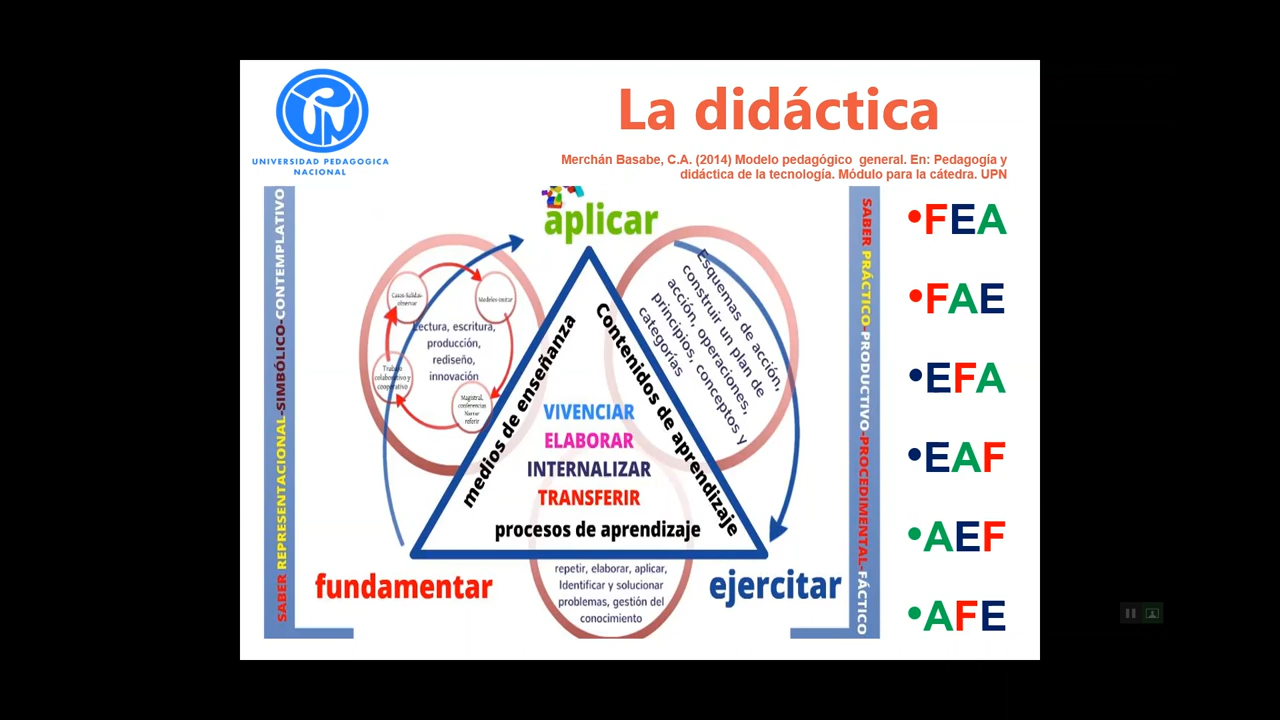 UNIVERSIDAD PEDAGOGICA
NACIONAL
La didáctica
Merchán Basabe, C.A. (2014) Modelo pedagógico general. En: Pedagogía y
didáctica de la tecnología. Módulo para la cátedra. UPN
SABER REPRESENTACIONAL-SIMBÓLICO-CONTEMPLATIVO
aplicar
Modelos-imitar
observar
Lectura, escritura,
producción,
rediseño,
innovación
Trabajo
colaborativo y
cooperativo
Magistral,
conferencias
referir
medios de enseñanza
Contenidos de aprendizaje
Esquemas de acción,
construir un plan de
acción, operaciones,
principios, conceptos y
categorías
VIVENCIAR
ELABORAR
INTERNALIZAR
TRANSFERIR
procesos de aprendizaje
fundamentar
repetir, elaborar, aplicar,
Identificar y solucionar
problemas, gestión del
conocimiento
ejercitar
SABER PRÁCTICO-PRODUCTIVO-PROCEDIMENTAL-FÁCTICO
•FEA
•FAE
•EFA
•EAF
•AEF
•AFE